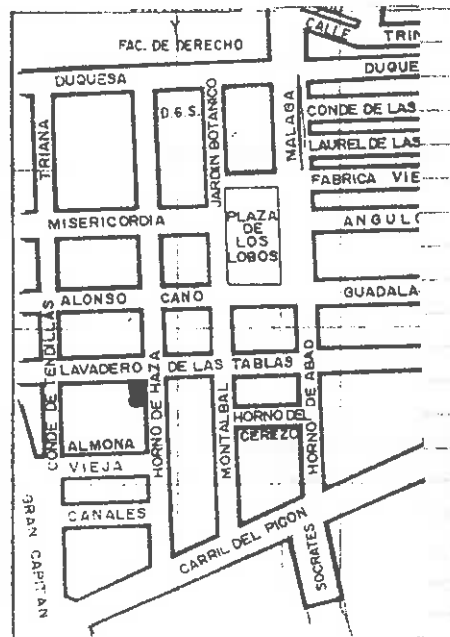 CALLE
TRIN
FAC. DE DERECHO
DUQUESA
DUQUE
TRIANA
D.G.S.
JARDIN BOTANICO
MALAGA
CONDE DE LAS
LAUREL DE LAS
FABRICA VIE
MISERICORDIA
PLAZA
DE
LOS
LOBOS
ANGULO
ALONSO CANO
GUADALA
CONDE DE TENDILLAS
LAVADERO DE LAS TABLAS
HORNO DE HAZA
MONTALBAL
HORNO DE ABAD
HORNO DEL
CEREZO
ALMONA
VIEJA
CANALES
GRAN CAPITAN
CARRIL DEL PICON
SOCRATES